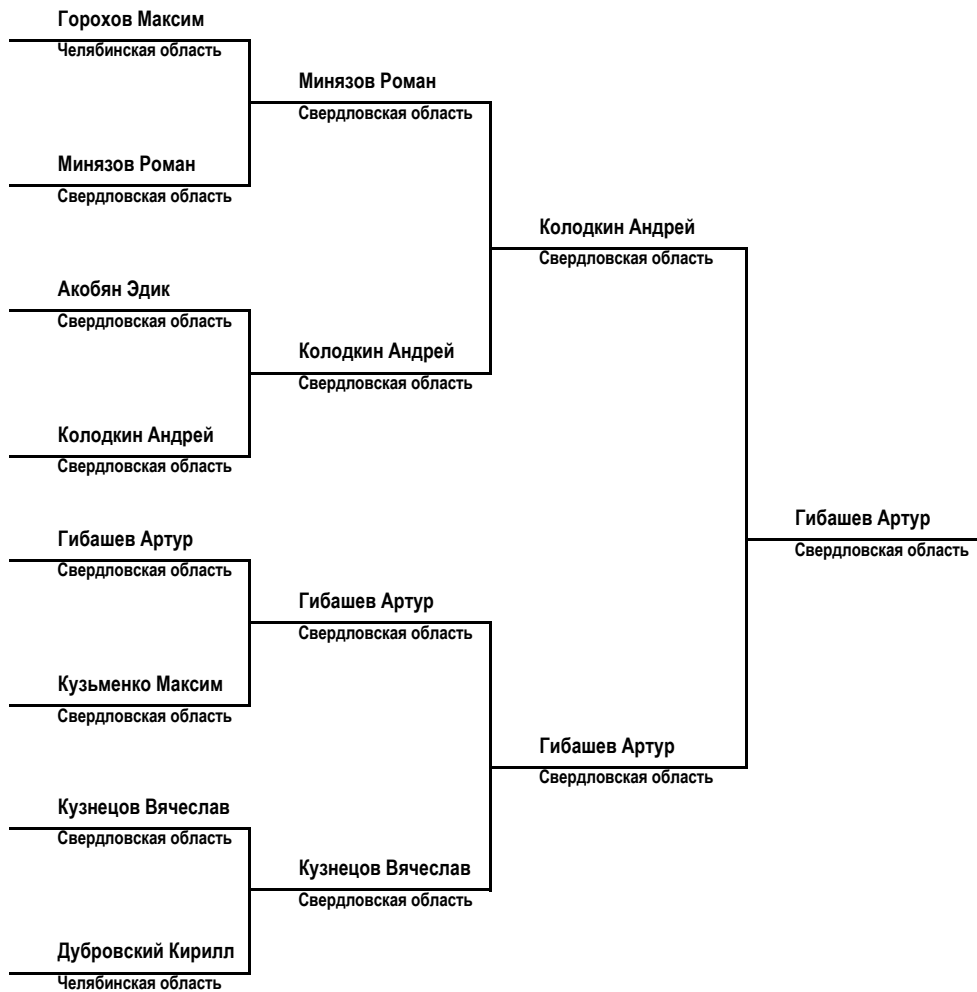 Горохов Максим
Челябинская область
Минязов Роман
Свердловская область
Минязов Роман
Свердловская область
Колодкин Андрей
Свердловская область
Акобян Эдик
Свердловская область
Колодкин Андрей
Свердловская область
Колодкин Андрей
Свердловская область
Гибашев Артур
Свердловская область
Гибашев Артур
Свердловская область
Гибашев Артур
Свердловская область
Кузьменко Максим
Свердловская область
Гибашев Артур
Свердловская область
Кузнецов Вячеслав
Свердловская область
Кузнецов Вячеслав
Свердловская область
Дубровский Кирилл
Челябинская область